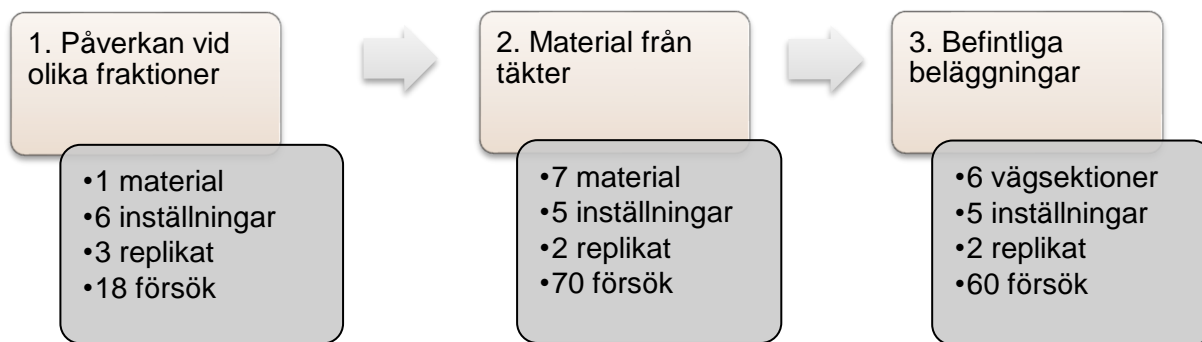 1. Påverkan vid
olika fraktioner
•1 material
•6 inställningar
•3 replikat
•18 försök
2. Material från
täkter
•7 material
•5 inställningar
•2 replikat
•70 försök
3. Befintliga
beläggningar
•6 vägsektioner
•5 inställningar
•2 replikat
•60 försök